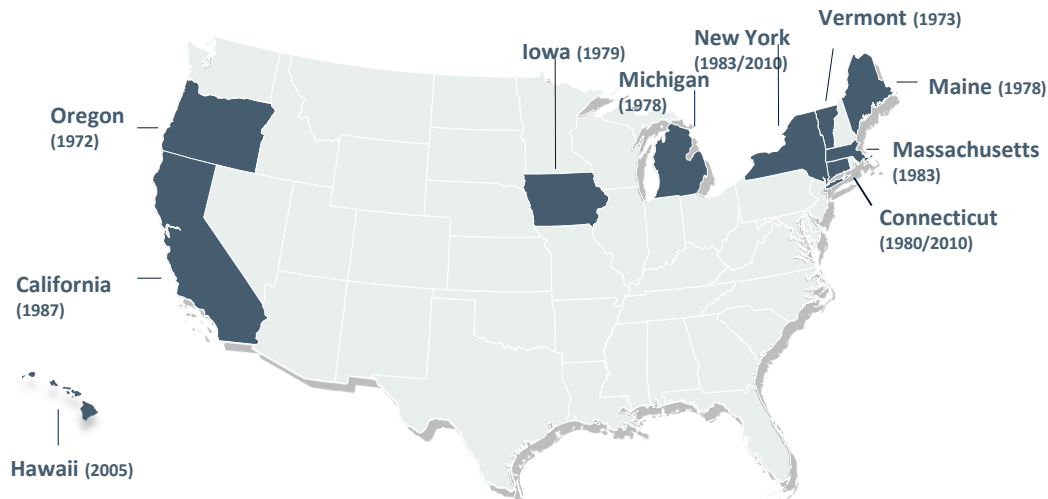 Vermont (1973)
New York
(1983/2010)
Iowa (1979)
Michigan
(1978)
Maine (1978)
Oregon
(1972)
Massachusetts
(1983)
Connecticut
(1980/2010)
California
(1987)
Hawaii (2005)